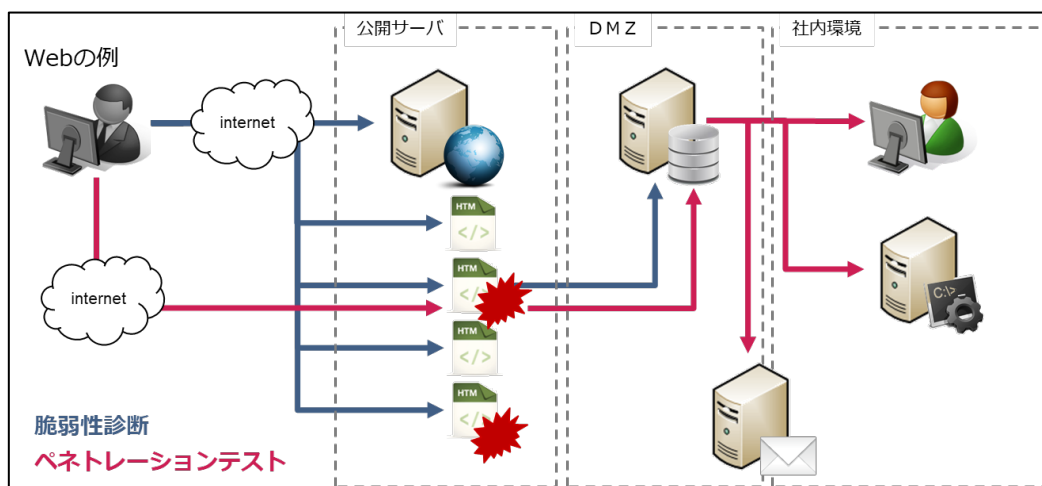 公開サーバ
ＤＭＺ
社内環境
Webの例
internet
internet
HTM
</>
HTM
</>
HTM
</>
HTM
</>
C:\>
脆弱性診断
ペネトレーションテスト